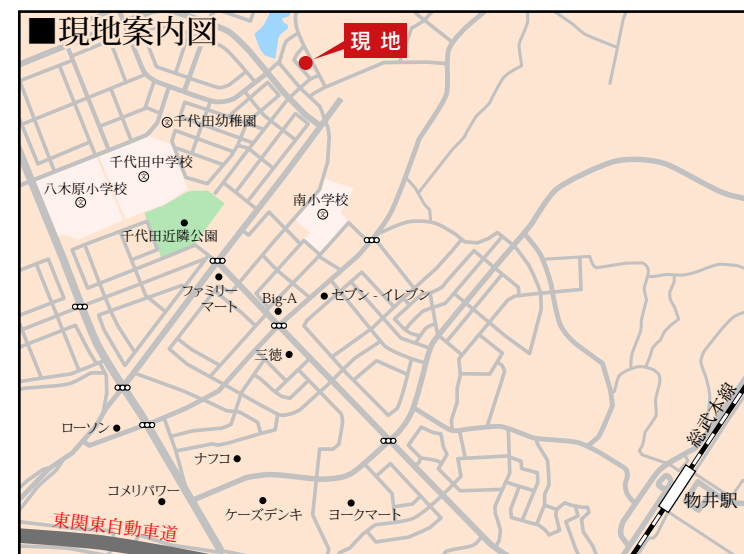 ■現地案内図
現 地
千代田幼稚園
文
千代田中学校
文
八木原小学校
文
南小学校
文
千代田近隣公園
ファミリー
マート
Big-A
セブン - イレブン
三徳
ローソン
ナフコ
コメリパワー
ケーズデンキ
ヨークマート
総武本線
物井駅
東関東自動車道